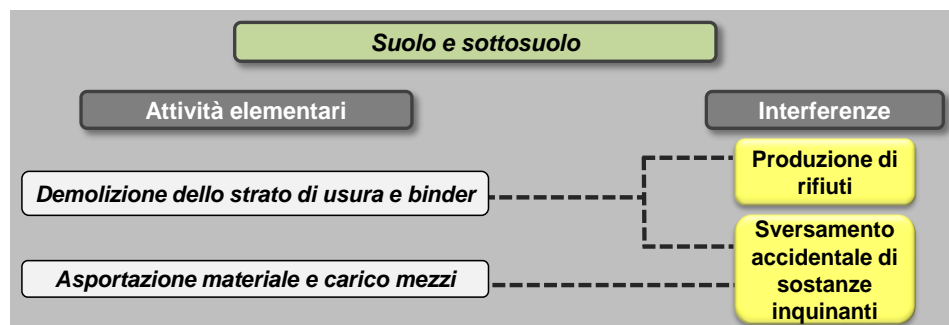 Suolo e sottosuolo
Attività elementari
Interferenze
Demolizione dello strato di usura e binder
Produzione di
rifiuti
Asportazione materiale e carico mezzi
Sversamento
accidentale di
sostanze
inquinanti